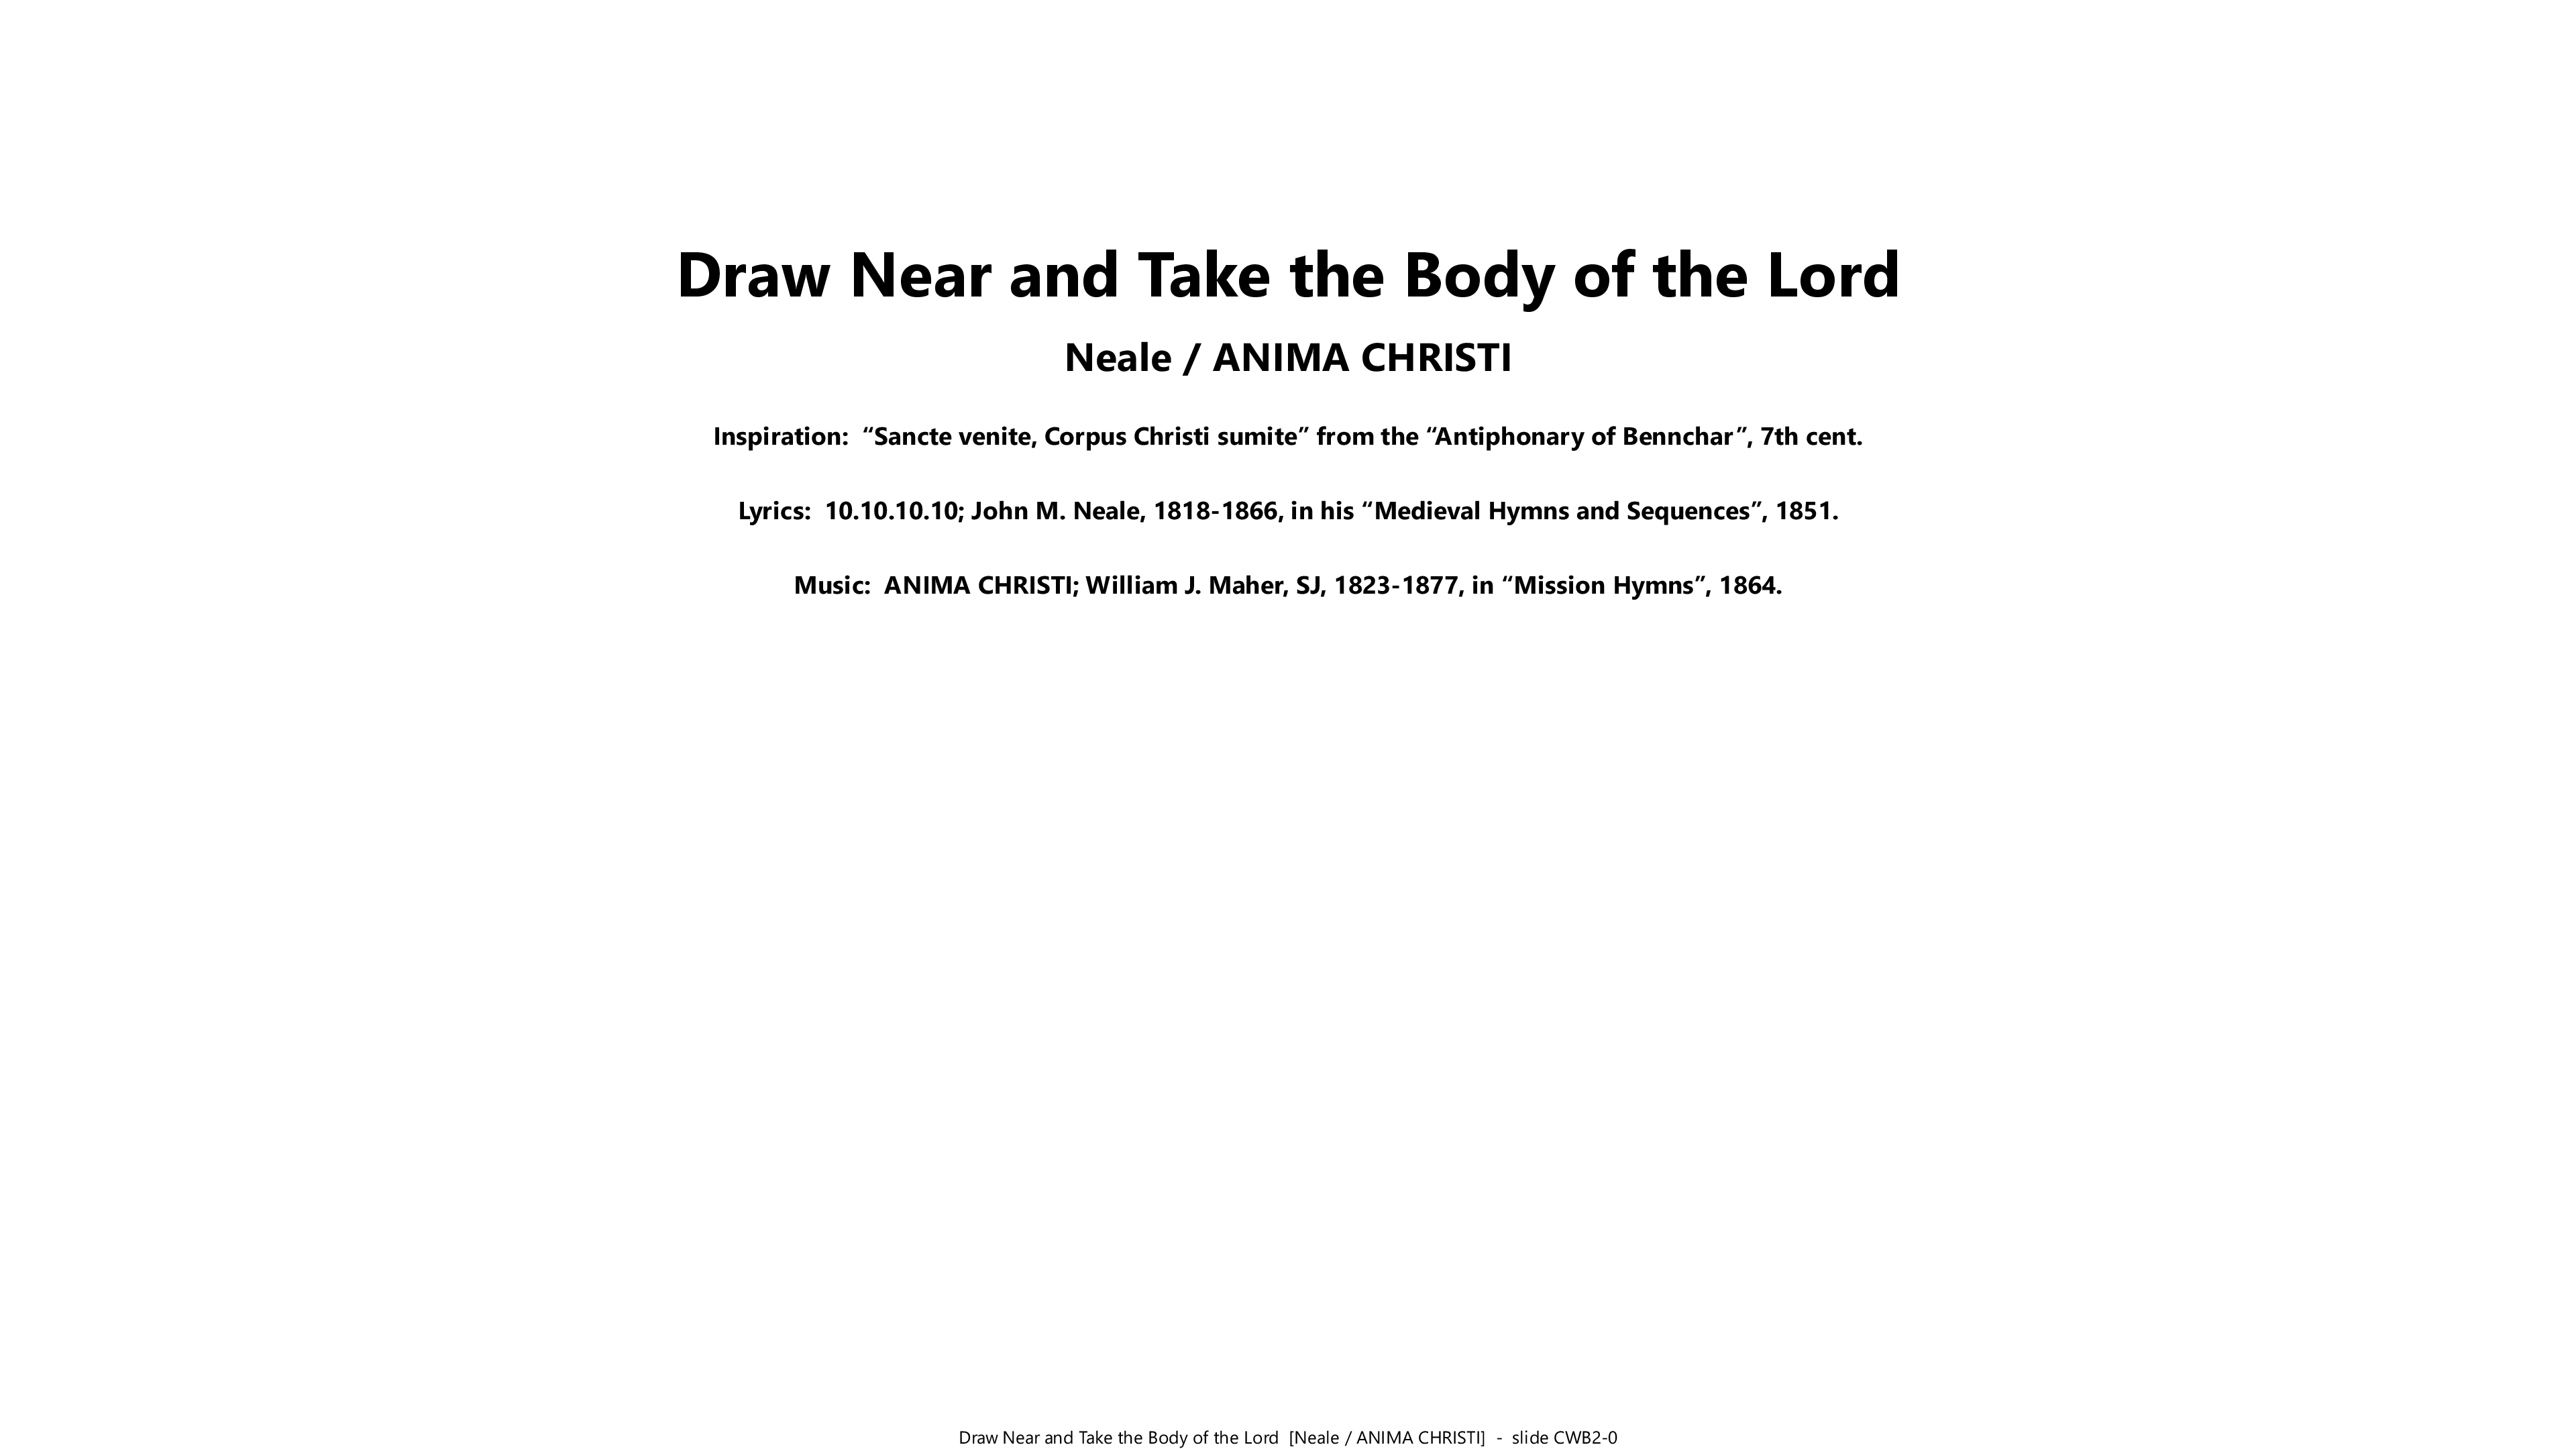 Draw Near and Take the Body of the Lord
Neale / ANIMA CHRISTI
Inspiration:  “Sancte venite, Corpus Christi sumite” from the “Antiphonary of Bennchar”, 7th cent.
Lyrics:  10.10.10.10; John M. Neale, 1818-1866, in his “Medieval Hymns and Sequences”, 1851.
Music:  ANIMA CHRISTI; William J. Maher, SJ, 1823-1877, in “Mission Hymns”, 1864.
Draw Near and Take the Body of the Lord  [Neale / ANIMA CHRISTI]  -  slide CWB2-0